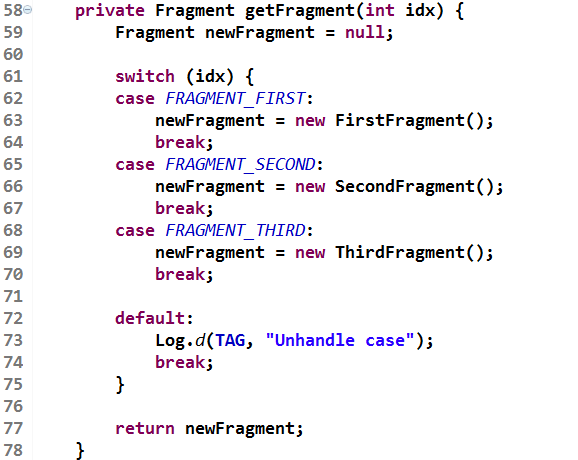 58    private Fragment getFragment(int idx) {
59        Fragment newFragment = null;
60
61        switch (idx) {
62        case FRAGMENT_FIRST:
63            newFragment = new FirstFragment();
64            break;
65        case FRAGMENT_SECOND:
66            newFragment = new SecondFragment();
67            break;
68        case FRAGMENT_THIRD:
69            newFragment = new ThirdFragment();
70            break;
71
72        default:
73            Log.d(TAG, "Unhandle case");
74            break;
75        }
76
77        return newFragment;
78    }